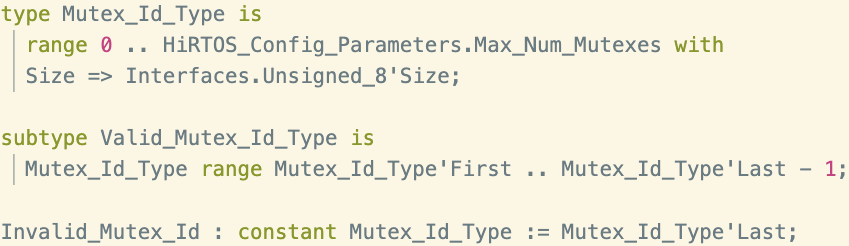 type Mutex_Id_Type is
range 0 .. HiRTOS_Config_Parameters.Max_Num_Mutexes with
Size => Interfaces.Unsigned_8'Size;
subtype Valid_Mutex_Id_Type is
Mutex_Id_Type range Mutex_Id_Type'First .. Mutex_Id_Type'Last - 1;
Invalid_Mutex_Id : constant Mutex_Id_Type := Mutex_Id_Type'Last;